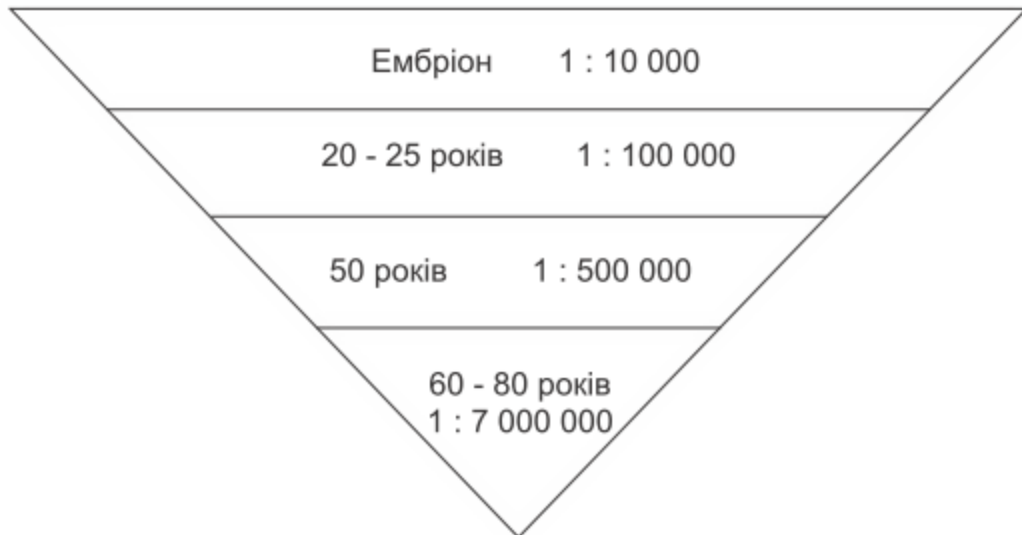 Ембріон 1 : 10 000
20 - 25 років 1 : 100 000
50 років 1 : 500 000
60 - 80 років
1 : 7 000 000